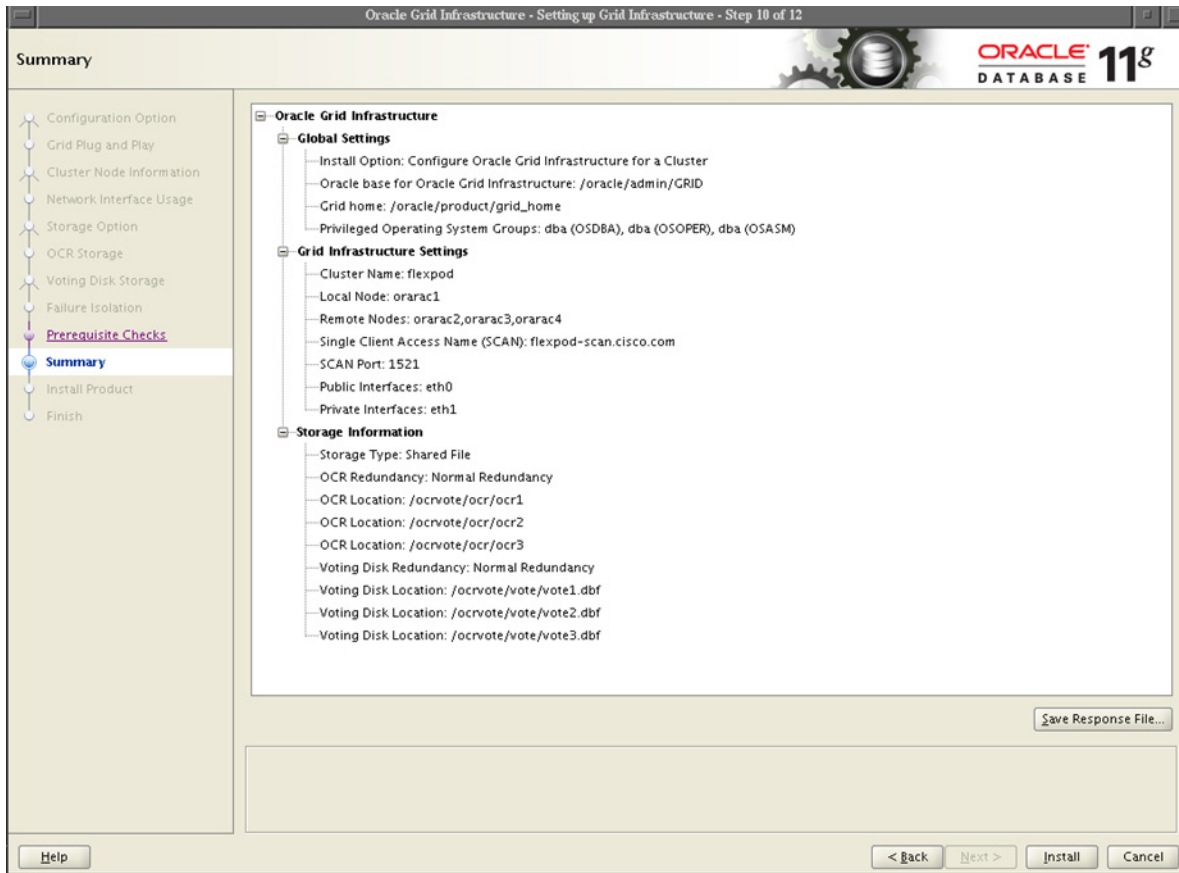 Oracle Grid Infrastructure - Setting up Grid Infrastructure - Step 10 of 12
Summary
ORACLE
DATABASE
11g
Configuration Option
Grid Plug and Play
Cluster Node Information
Network Interface Usage
Storage Option
OCR Storage
Voting Disk Storage
Failure Isolation
Prerequisite Checks
Summary
Install Product
Finish
Oracle Grid Infrastructure
Global Settings
Install Option: Configure Oracle Grid Infrastructure for a Cluster
Oracle base for Oracle Grid Infrastructure: /oracle/admin/GRID
Grid home: /oracle/product/grid_home
Privileged Operating System Groups: dba (OSDBA), dba (OSOPER), dba (OSASM)
Grid Infrastructure Settings
Cluster Name: flexpod
Local Node: orarac1
Remote Nodes: orarac2,orarac3,orarac4
Single Client Access Name (SCAN): flexpod-scan.cisco.com
SCAN Port: 1521
Public Interfaces: eth0
Private Interfaces: eth1
Storage Information
Storage Type: Shared File
OCR Redundancy: Normal Redundancy
OCR Location: /ocrvote/ocr/ocr1
OCR Location: /ocrvote/ocr/ocr2
OCR Location: /ocrvote/ocr/ocr3
Voting Disk Redundancy: Normal Redundancy
Voting Disk Location: /ocrvote/vote/vote1.dbf
Voting Disk Location: /ocrvote/vote/vote2.dbf
Voting Disk Location: /ocrvote/vote/vote3.dbf
Save Response File...
Help
< Back
Next >
Install
Cancel